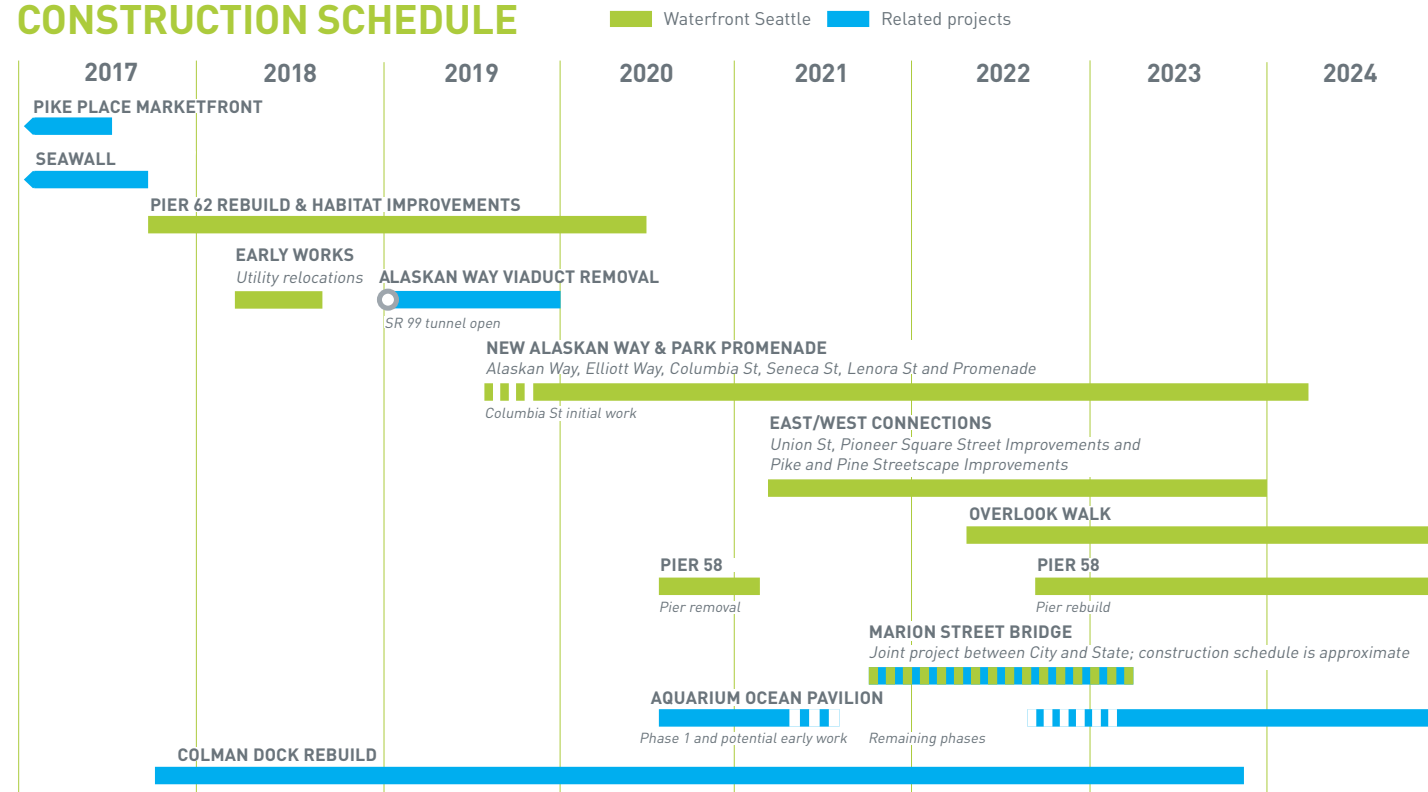 CONSTRUCTION SCHEDULE
Waterfront Seattle
Related projects
2017 2018 2019 2020 2021 2022 2023 2024
PIKE PLACE MARKETFRONT
SEAWALL
PIER 62 REBUILD & HABITAT IMPROVEMENTS
EARLY WORKS
Utility relocations
ALASKAN WAY VIADUCT REMOVAL
SR 99 tunnel open
NEW ALASKAN WAY & PARK PROMENADE
Alaskan Way, Elliott Way, Columbia St, Seneca St, Lenora St and Promenade
Columbia St initial work
EAST/WEST CONNECTIONS
Union St, Pioneer Square Street Improvements and
Pike and Pine Streetscape Improvements
OVERLOOK WALK
PIER 58
Pier removal
PIER 58
Pier rebuild
MARION STREET BRIDGE
Joint project between City and State; construction schedule is approximate
AQUARIUM OCEAN PAVILION
Phase 1 and potential early work
Remaining phases
COLMAN DOCK REBUILD